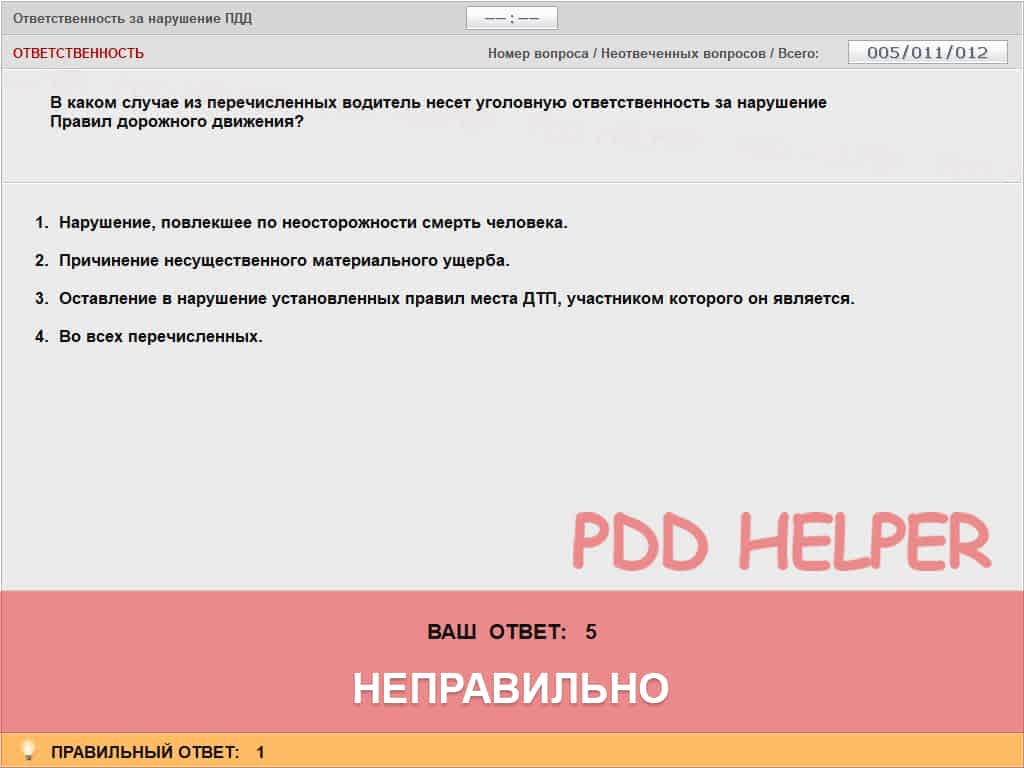 Ответственность за нарушение ПДД
––:––
ОТВЕТСТВЕННОСТЬ
Номер вопроса / Неотвеченных вопросов / Всего:
005/011/012
В каком случае из перечисленных водитель несет уголовную ответственность за нарушение
Правил дорожного движения?
1. Нарушение, повлекшее по неосторожности смерть человека.
2. Причинение несущественного материального ущерба.
3. Оставление в нарушение установленных правил места ДТП, участником которого он является.
4. Во всех перечисленных.
PDD HELPER
ВАШ ОТВЕТ: 5
НЕПРАВИЛЬНО
ПРАВИЛЬНЫЙ ОТВЕТ: 1